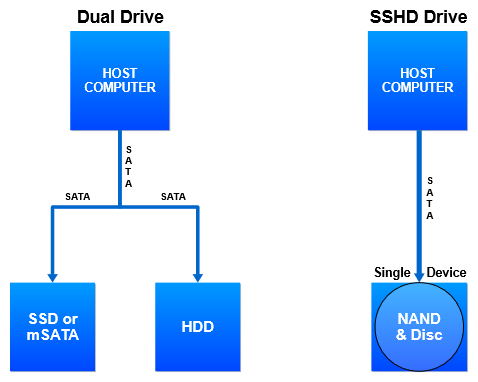 Dual Drive
SSHD Drive
HOST
COMPUTER
HOST
COMPUTER
SATA
SATA
SATA
SATA
Single Device
SSD or
mSATA
HDD
NAND
& Disc